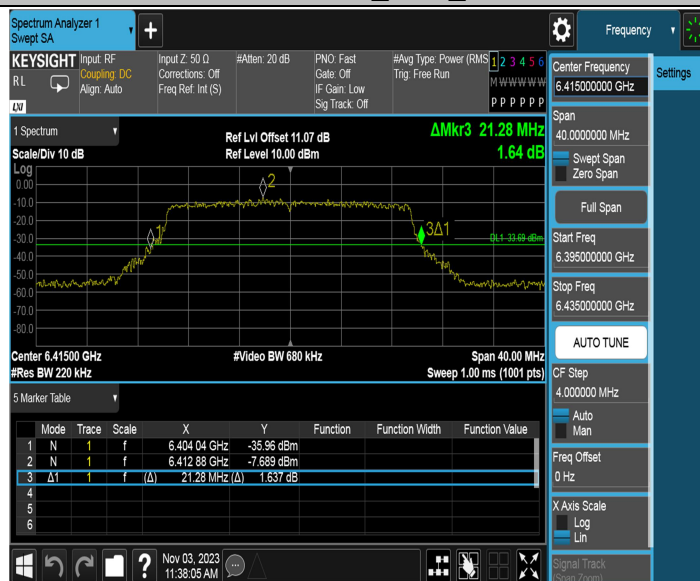 Spectrum Analyzer 1
Swept SA
Frequency
KEYSIGHT
R L
LXI
Input: RF
Coupling: DC
Align: Auto
Input Z: 50 Ω
Corrections: Off
Freq Ref: Int (S)
#Atten: 20 dB
PNO: Fast
Gate: Off
IF Gain: Low
Sig Track: Off
#Avg Type: Power (RMS
Trig: Free Run
1 2 3 4 5 6
M W W W W W
P P P P P P
Settings
Center Frequency
6.415000000 GHz
Span
40.0000000 MHz
Swept Span
Zero Span
Full Span
Start Freq
6.395000000 GHz
Stop Freq
6.435000000 GHz
AUTO TUNE
CF Step
4.000000 MHz
Auto
Man
Freq Offset
0 Hz
X Axis Scale
Log
Lin
Signal Track
(Span Zoom)
1 Spectrum
Scale/Div 10 dB
Ref Lvl Offset 11.07 dB
Ref Level 10.00 dBm
ΔMkr3 21.28 MHz
1.64 dB
Log
0.00
-10.0
-20.0
-30.0
-40.0
-50.0
-60.0
-70.0
-80.0
1
2
3Δ1
DL1 -33.69 dBm
Center 6.41500 GHz
#Video BW 680 kHz
Span 40.00 MHz
#Res BW 220 kHz
Sweep 1.00 ms (1001 pts)
5 Marker Table
Mode Trace Scale X Y Function Function Width Function Value
1 N 1 f 6.404 04 GHz -35.96 dBm
2 N 1 f 6.412 88 GHz -7.689 dBm
3 Δ1 1 f (Δ) 21.28 MHz (Δ) 1.637 dB
4
5
6
Nov 03, 2023
11:38:05 AM